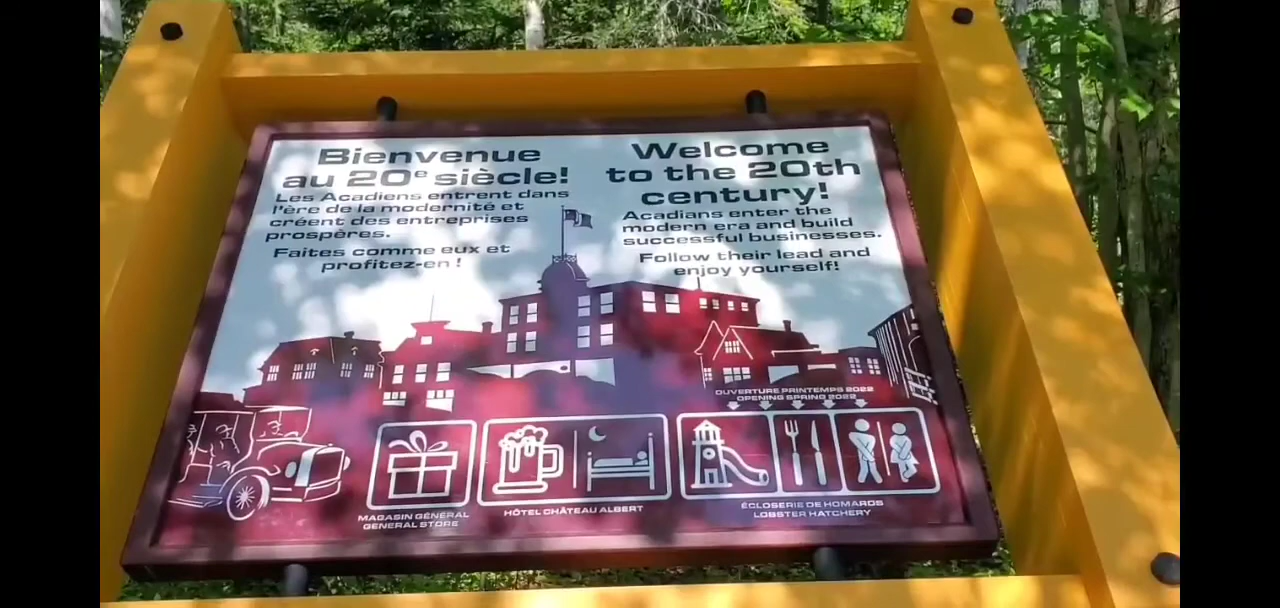 Bienvenue
au 20e siècle!
Les Acadiens entrent dans
l'ère de la modernité et
créent des entreprises
prospères.
Faites comme eux et
profitez-en !
Welcome
to the 20th
century!
Acadians enter the
modern era and build
successful businesses.
Follow their lead and
enjoy yourself!
OUVERTURE PRINTEMPS 2022
OPENING SPRING 2022
MAGASIN GÉNÉRAL
GENERAL STORE
HÔTEL CHÂTEAU ALBERT
ÉCLOSERIE DE HOMARDS
LOBSTER HATCHERY